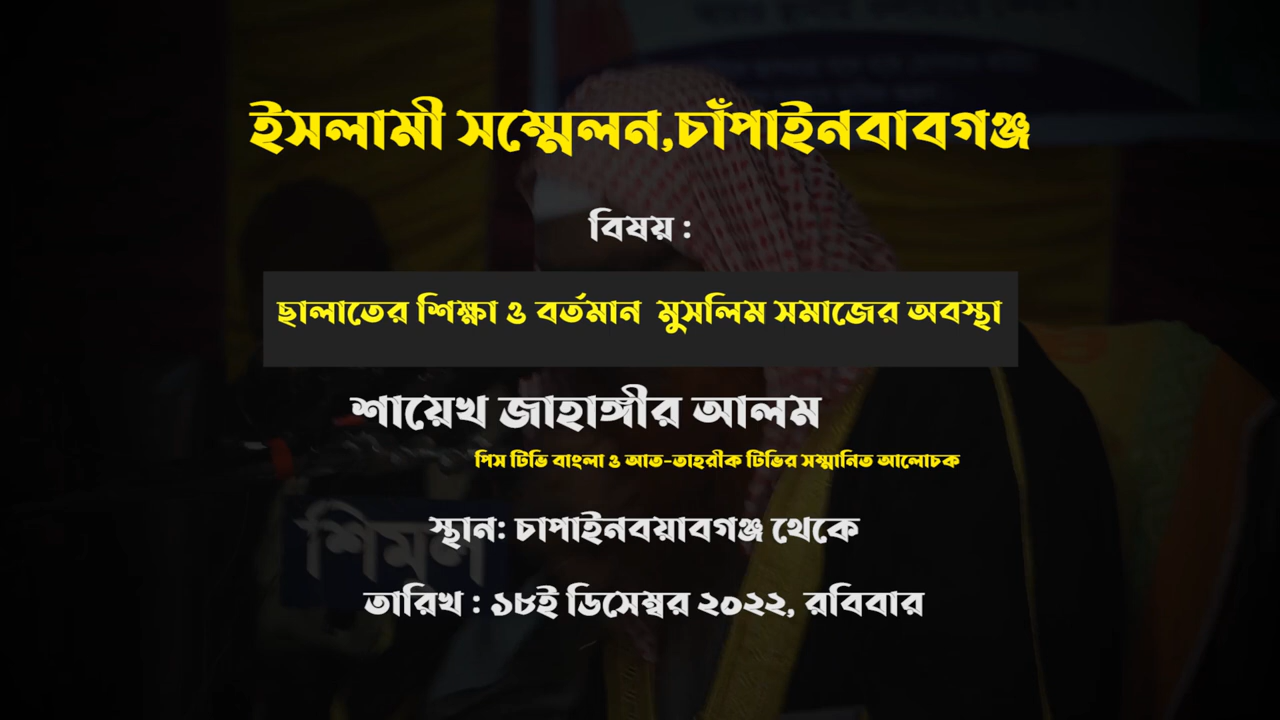 ইসলামী সম্মেলন,চাঁপাইনবাবগঞ্জ
বিষয় :
ছালাতের শিক্ষা ও বর্তমান মুসলিম সমাজের অবস্থা
শায়েখ জাহাঙ্গীর আলম
পিস টিভি বাংলা ও আত-তাহরীক টিভির সম্মানিত আলোচক
স্থান: চাপাইনবয়াবগঞ্জ থেকে
শিমুল
তারিখ : ১৮ই ডিসেম্বর ২০২২, রবিবার